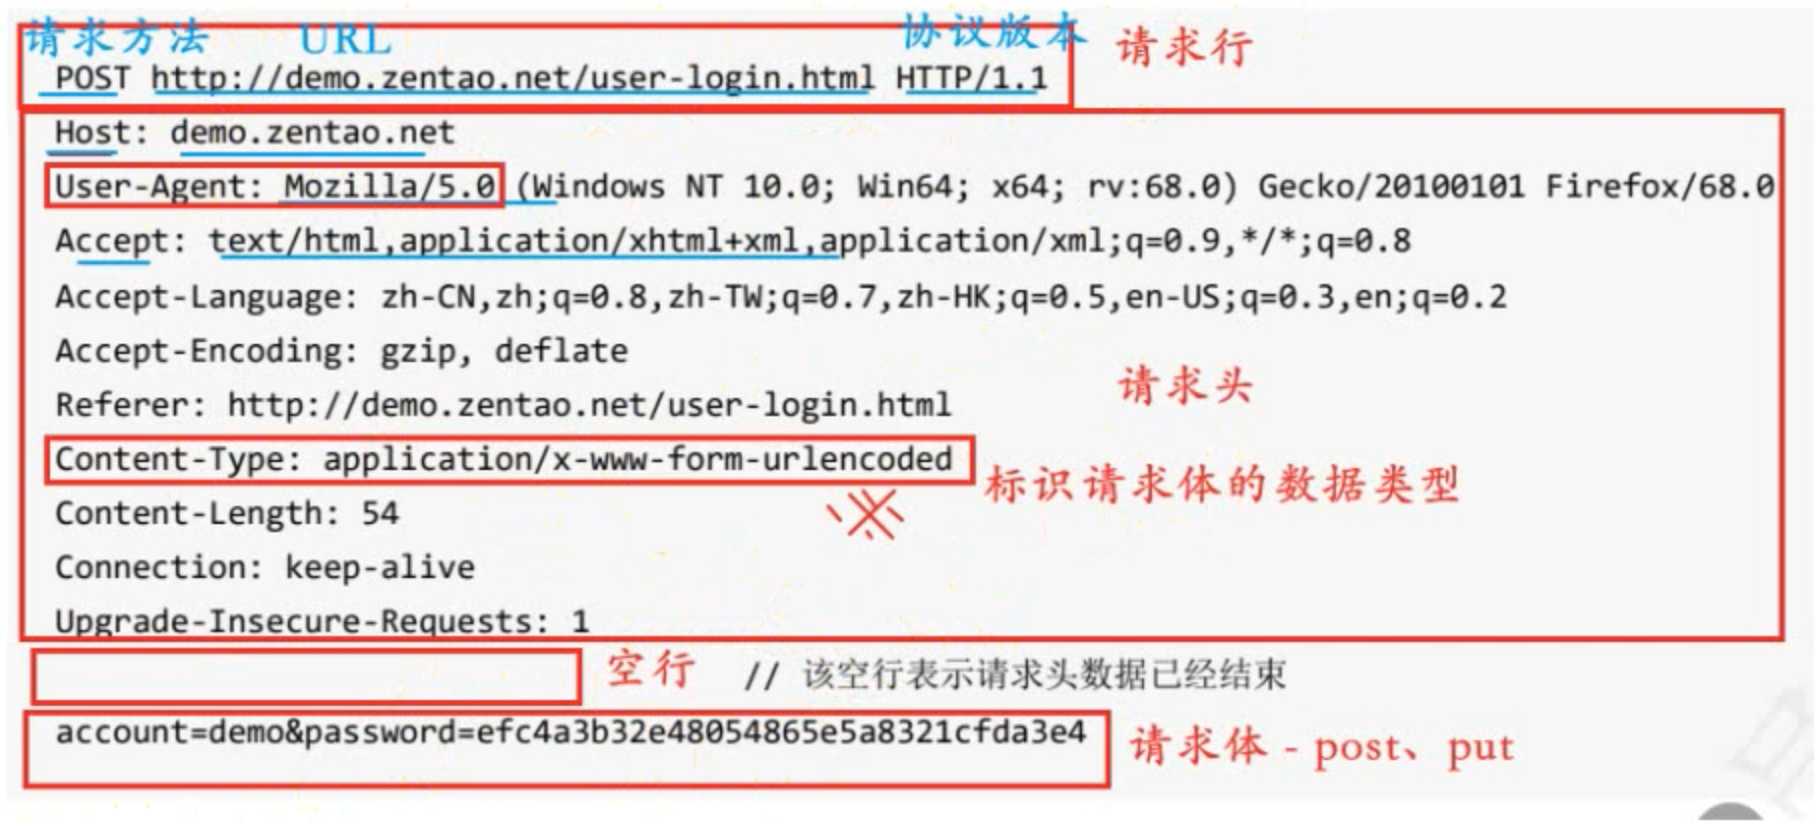 请求方法 URL 协议版本 请求行
POST http://demo.zentao.net/user-login.html HTTP/1.1
Host: demo.zentao.net
User-Agent: Mozilla/5.0 (Windows NT 10.0; Win64; x64; rv:68.0) Gecko/20100101 Firefox/68.0
Accept: text/html,application/xhtml+xml,application/xml;q=0.9,*/*;q=0.8
Accept-Language: zh-CN,zh;q=0.8,zh-TW;q=0.7,zh-HK;q=0.5,en-US;q=0.3,en;q=0.2
Accept-Encoding: gzip, deflate
请求头
Referer: http://demo.zentao.net/user-login.html
Content-Type: application/x-www-form-urlencoded 标识请求体的数据类型
Content-Length: 54
Connection: keep-alive
Upgrade-Insecure-Requests: 1
空行 // 该空行表示请求头数据已经结束
account=demo&password=efc4a3b32e48054865e5a8321cfda3e4 请求体 - post、put